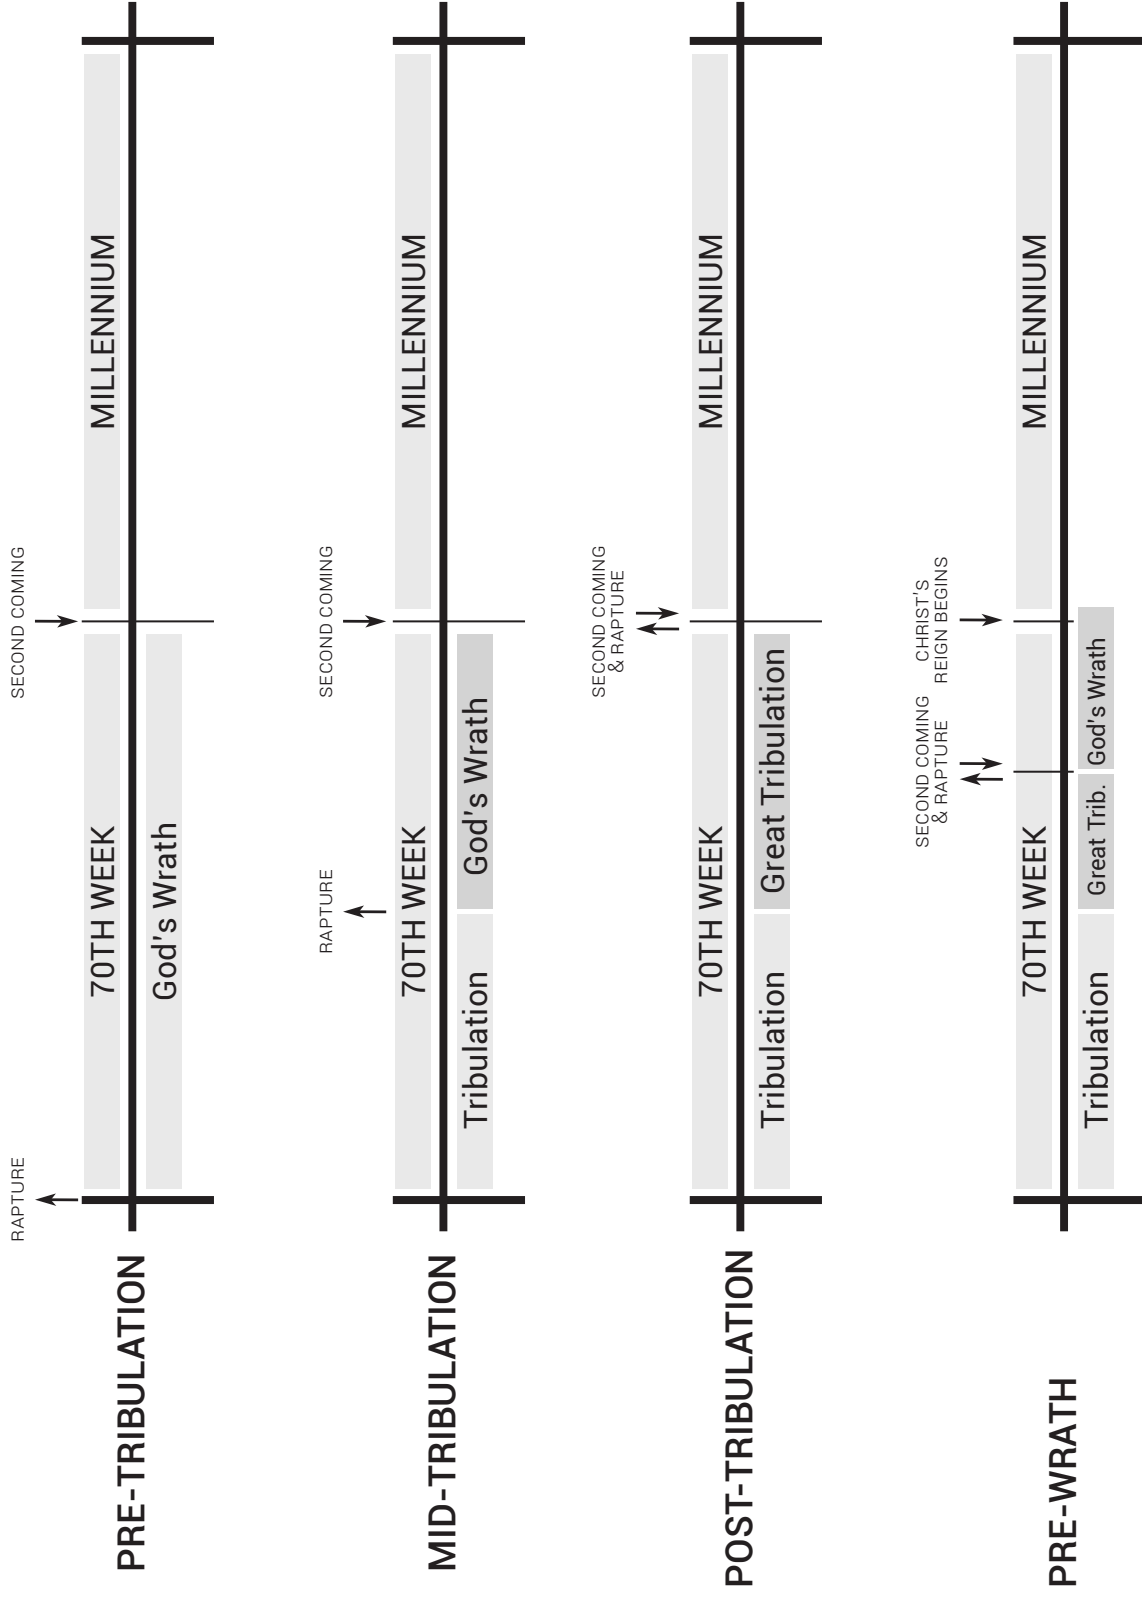 PRE-TRIBULATION
RAPTURE
SECOND COMING
70TH WEEK
MILLENNIUM
God's Wrath
MID-TRIBULATION
RAPTURE
SECOND COMING
70TH WEEK
MILLENNIUM
Tribulation
God's Wrath
POST-TRIBULATION
SECOND COMING
& RAPTURE
70TH WEEK
MILLENNIUM
Tribulation
Great Tribulation
PRE-WRATH
SECOND COMING
& RAPTURE
CHRIST'S
REIGN BEGINS
70TH WEEK
MILLENNIUM
Tribulation
Great Trib.
God's Wrath